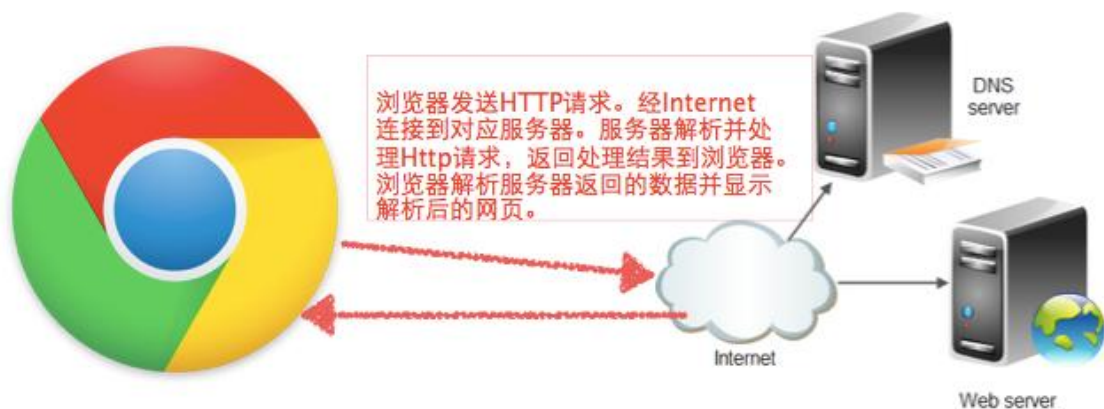 浏览器发送HTTP请求。经Internet
连接到对应服务器。服务器解析并处
理Http请求，返回处理结果到浏览器。
浏览器解析服务器返回的数据并显示
解析后的网页。
DNS
server
Internet
Web server